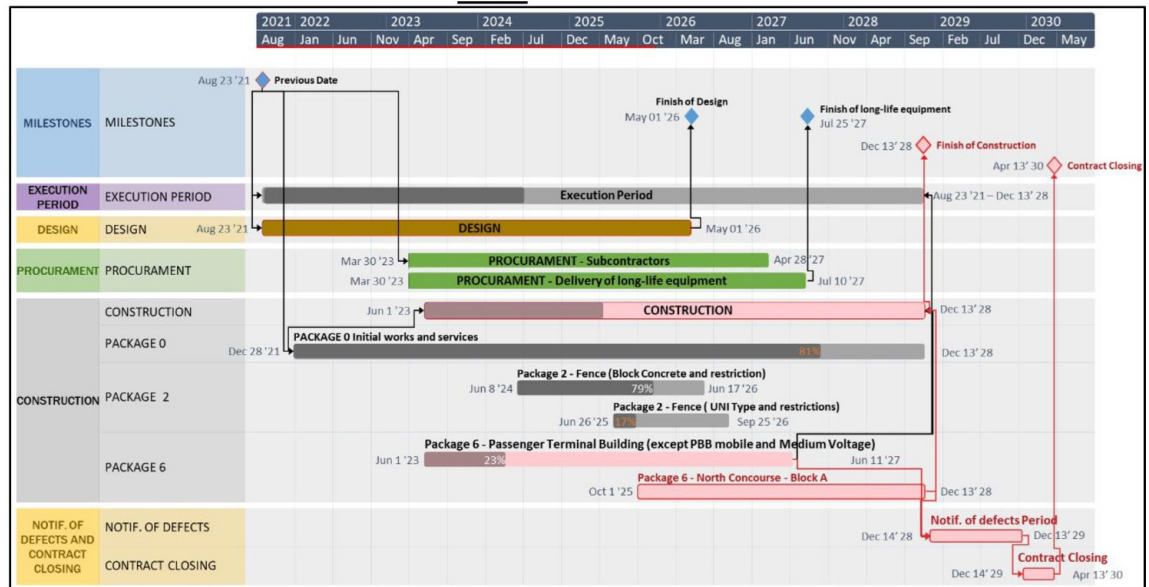 2021 2022 2023 2024 2025 2026 2027 2028 2029 2030
Aug Jan Jun Nov Apr Sep Feb Jul Dec May Oct Mar Aug Jan Jun Nov Apr Sep Feb Jul Dec May
Aug 23 '21 Previous Date
MILESTONES MILESTONES
Finish of Design
May 01 '26
Finish of long-life equipment
Jul 25 '27
Dec 13' 28 Finish of Construction
Apr 13' 30 Contract Closing
EXECUTION
PERIOD
EXECUTION PERIOD
Execution Period
Aug 23 '21 – Dec 13' 28
DESIGN DESIGN
Aug 23 '21 DESIGN May 01 '26
PROCURAMENT PROCURAMENT
Mar 30 '23 PROCURAMENT - Subcontractors Apr 28 '27
Mar 30 '23 PROCURAMENT - Delivery of long-life equipment Jul 10 '27
CONSTRUCTION
CONSTRUCTION
Jun 1 '23 CONSTRUCTION Dec 13' 28
PACKAGE 0
PACKAGE 0 Initial works and services
Dec 28 '21 81% Dec 13' 28
PACKAGE 2
Package 2 - Fence (Block Concrete and restriction)
Jun 8 '24 79% Jun 17 '26
Package 2 - Fence ( UNI Type and restrictions)
Jun 26 '25 17% Sep 25 '26
PACKAGE 6
Package 6 - Passenger Terminal Building (except PBB mobile and Medium Voltage)
Jun 1 '23 23% Jun 11 '27
Package 6 - North Concourse - Block A
Oct 1 '25 Dec 13' 28
NOTIF. OF
DEFECTS AND
CONTRACT
CLOSING
NOTIF. OF DEFECTS
Notif. of defects Period
Dec 14' 28 Dec 13' 29
CONTRACT CLOSING
Contract Closing
Dec 14' 29 Apr 13' 30